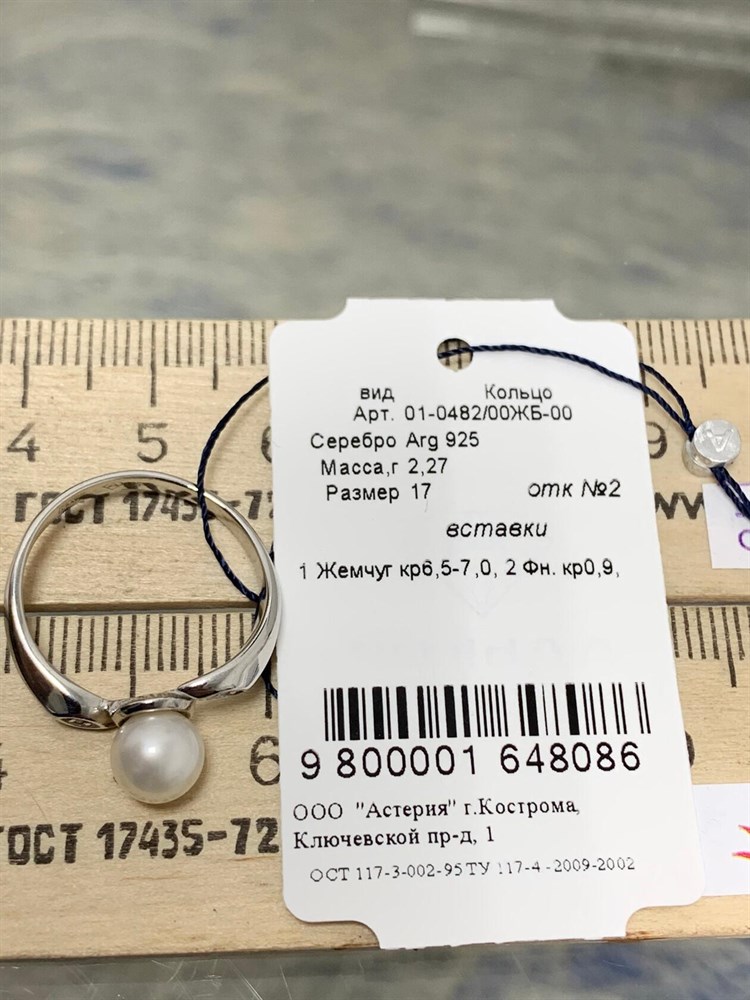 вид Кольцо
Арт. 01-0482/00ЖБ-00
Серебро Arg 925
Масса,г 2,27
Размер 17 отк №2
вставки
1 Жемчуг кр6,5-7,0, 2 Фн. кр0,9,
9 800001 648086
ООО "Астерия" г.Кострома,
Ключевской пр-д, 1
ОСТ 117-3-002-95 ТУ 117-4-2009-2002
4 5 9
ГОСТ 17435-72
4 6
ГОСТ 17435-72